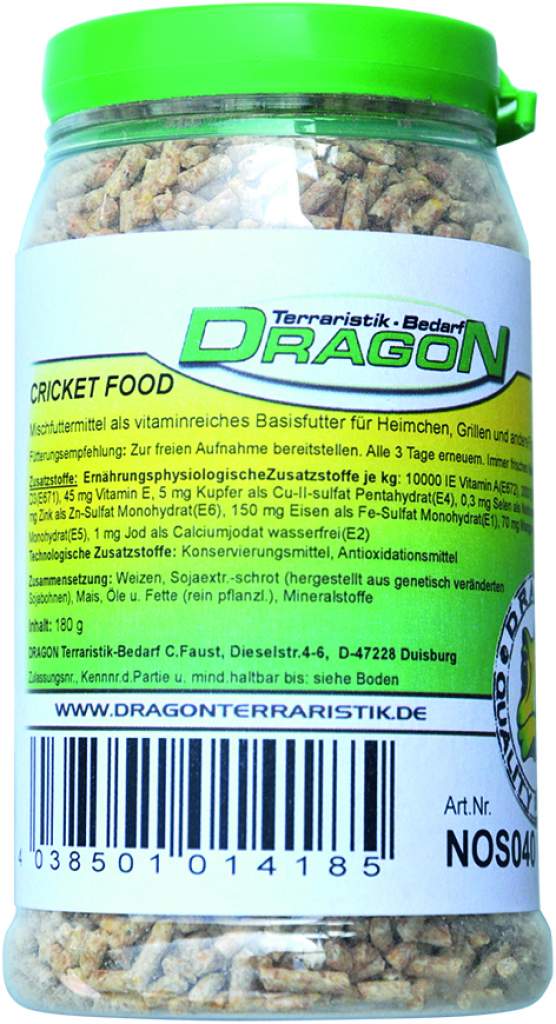 Terraristik · Bedarf
DRAGON
CRICKET FOOD
Mischfuttermittel als vitaminreiches Basisfutter für Heimchen, Grillen und andere
Fütterungsempfehlung: Zur freien Aufnahme bereitstellen. Alle 3 Tage erneuern. Immer frisches
Zusatzstoffe: ErnährungsphysiologischeZusatzstoffe je kg: 10000 IE Vitamin A(E672),
D3(E671), 45 mg Vitamin E, 5 mg Kupfer als Cu-II-sulfat Pentahydrat(E4), 0,3 mg Selen als
mg Zink als Zn-Sulfat Monohydrat(E6), 150 mg Eisen als Fe-Sulfat Monohydrat(E1), 70 mg
Monohydrat(E5), 1 mg Jod als Calciumjodat wasserfrei(E2)
Technologische Zusatzstoffe: Konservierungsmittel, Antioxidationsmittel
Zusammensetzung: Weizen, Sojaextr.-schrot (hergestellt aus genetisch veränderten
Sojabohnen), Mais, Öle u. Fette (rein pflanzl.), Mineralstoffe
Inhalt: 180 g
DRAGON Terraristik-Bedarf C.Faust, Dieselstr.4-6, D-47228 Duisburg
Zulassungsnr., Kennnr.d.Partie u. mind.haltbar bis: siehe Boden
WWW.DRAGONTERRARISTIK.DE
DRA
QUALITY
Art.Nr.
NOS040
4 038501 014185